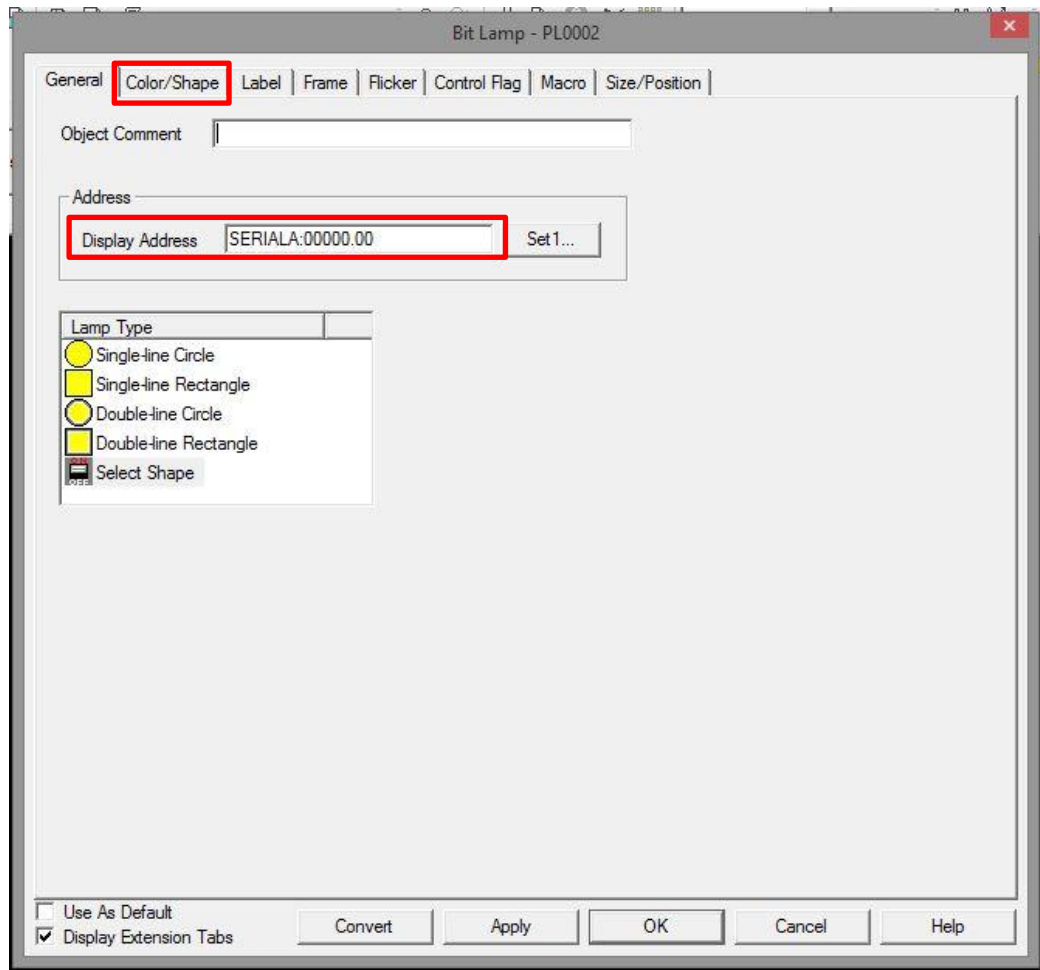 Bit Lamp - PL0002
General Color/Shape Label Frame Flicker Control Flag Macro Size/Position
Object Comment
Address
Display Address SERIALA:00000.00 Set1...
Lamp Type
Single-line Circle
Single-line Rectangle
Double-line Circle
Double-line Rectangle
ON
OFF
Select Shape
Use As Default
Display Extension Tabs
Convert Apply OK Cancel Help